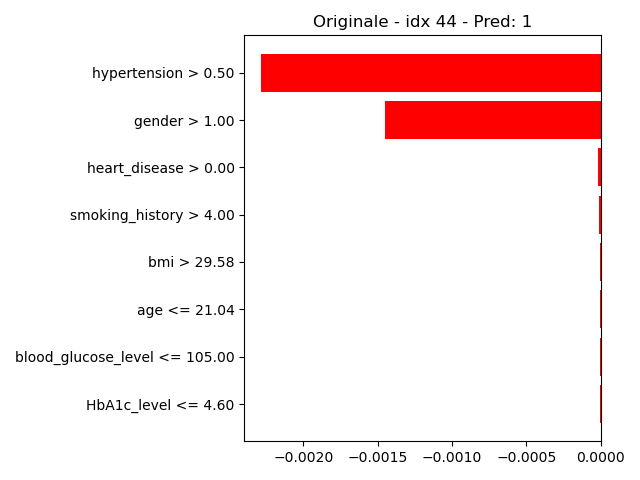 Originale - idx 44 - Pred: 1
hypertension > 0.50
gender > 1.00
heart_disease > 0.00
smoking_history > 4.00
bmi > 29.58
age <= 21.04
blood_glucose_level <= 105.00
HbA1c_level <= 4.60
−0.0020 −0.0015 −0.0010 −0.0005 0.0000